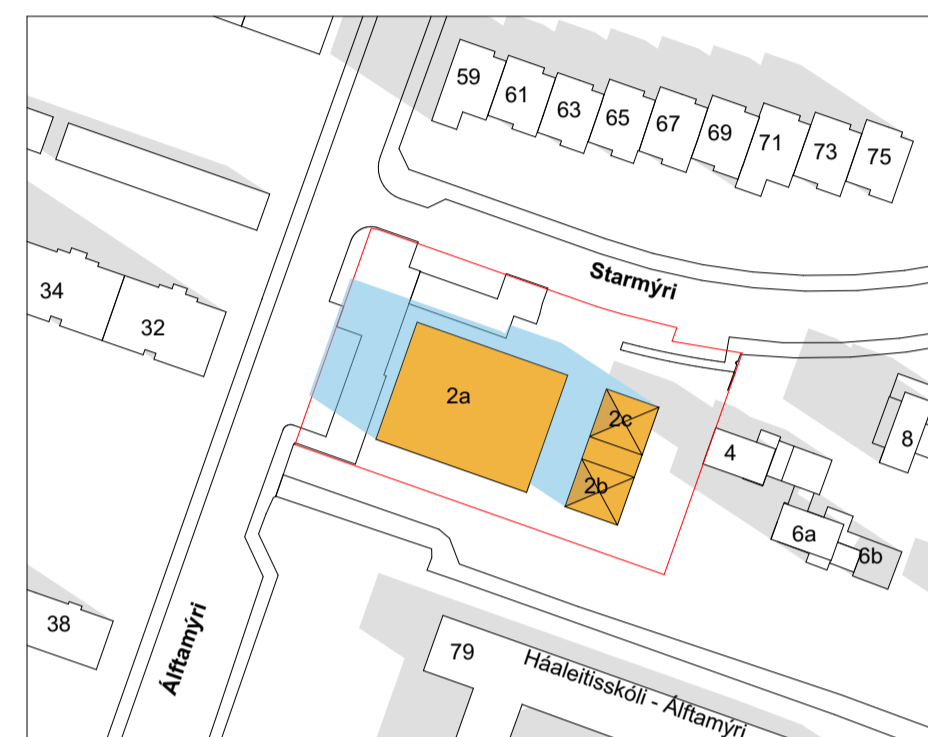 59
61
63
65
67
69
71
73
75
Starmýri
34
32
2a
2c
2b
4
8
6a
6b
38
Álftamýri
79
Háaleitisskóli - Álftamýri